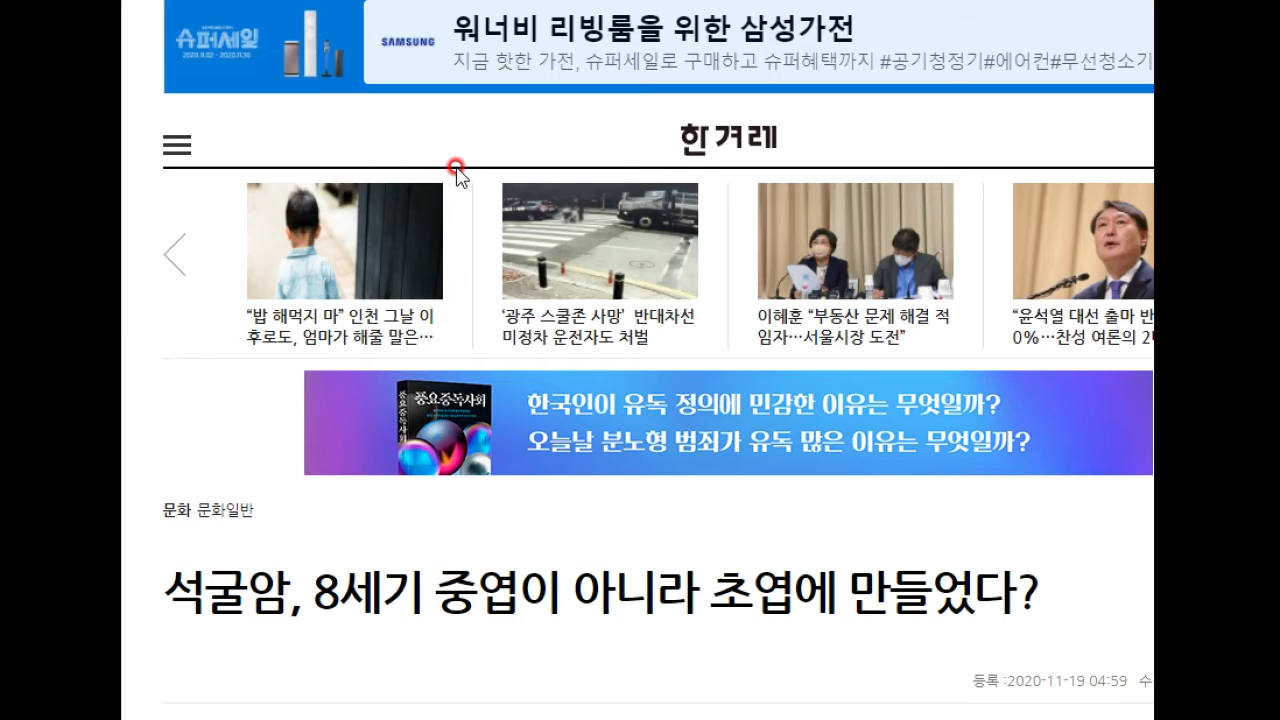 슈퍼세일
2020.9.02 - 2020.11.30
SAMSUNG
워너비 리빙룸을 위한 삼성가전
지금 핫한 가전, 슈퍼세일로 구매하고 슈퍼혜택까지 #공기청정기#에어컨#무선청소기
한겨레
“밥 해먹지 마” 인천 그날 이
후로도, 엄마가 해줄 말은…
‘광주 스쿨존 사망’ 반대차선
미정차 운전자도 처벌
이혜훈 “부동산 문제 해결 적
임자…서울시장 도전”
“윤석열 대선 출마 반
0%…찬성 여론의 2
풍요중독사회
풍요중독사회
한국인이 유독 정의에 민감한 이유는 무엇일까?
오늘날 분노형 범죄가 유독 많은 이유는 무엇일까?
문화 문화일반
석굴암, 8세기 중엽이 아니라 초엽에 만들었다?
등록 :2020-11-19 04:59 수